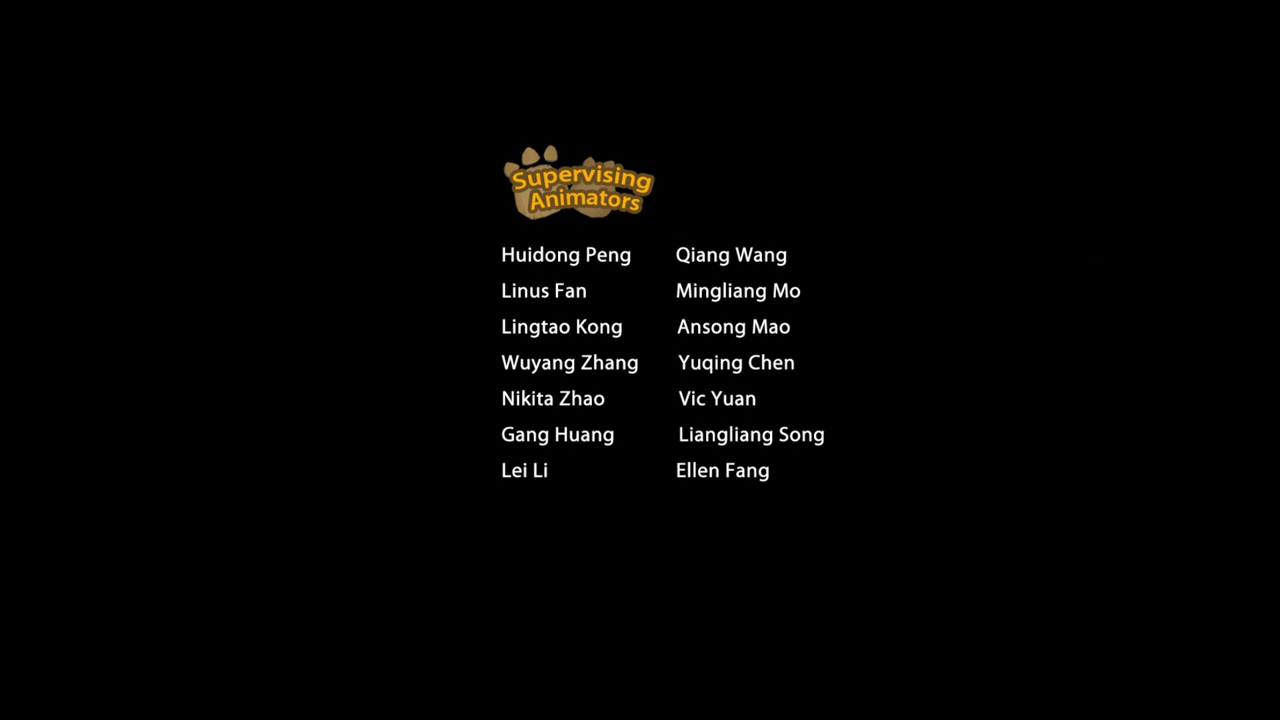 Supervising
Animators
Huidong Peng Qiang Wang
Linus Fan Mingliang Mo
Lingtao Kong Ansong Mao
Wuyang Zhang Yuqing Chen
Nikita Zhao Vic Yuan
Gang Huang Liangliang Song
Lei Li Ellen Fang